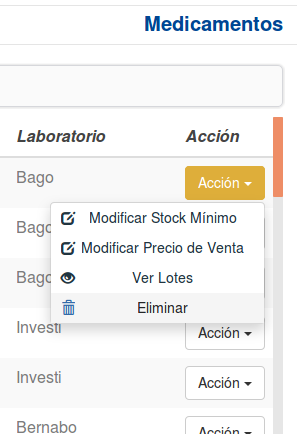 Medicamentos
Laboratorio Acción
Bago Acción
Modificar Stock Mínimo
Bago
Modificar Precio de Venta
Bago
Ver Lotes
Eliminar
Investi Acción
Investi Acción
Bernabo Acción